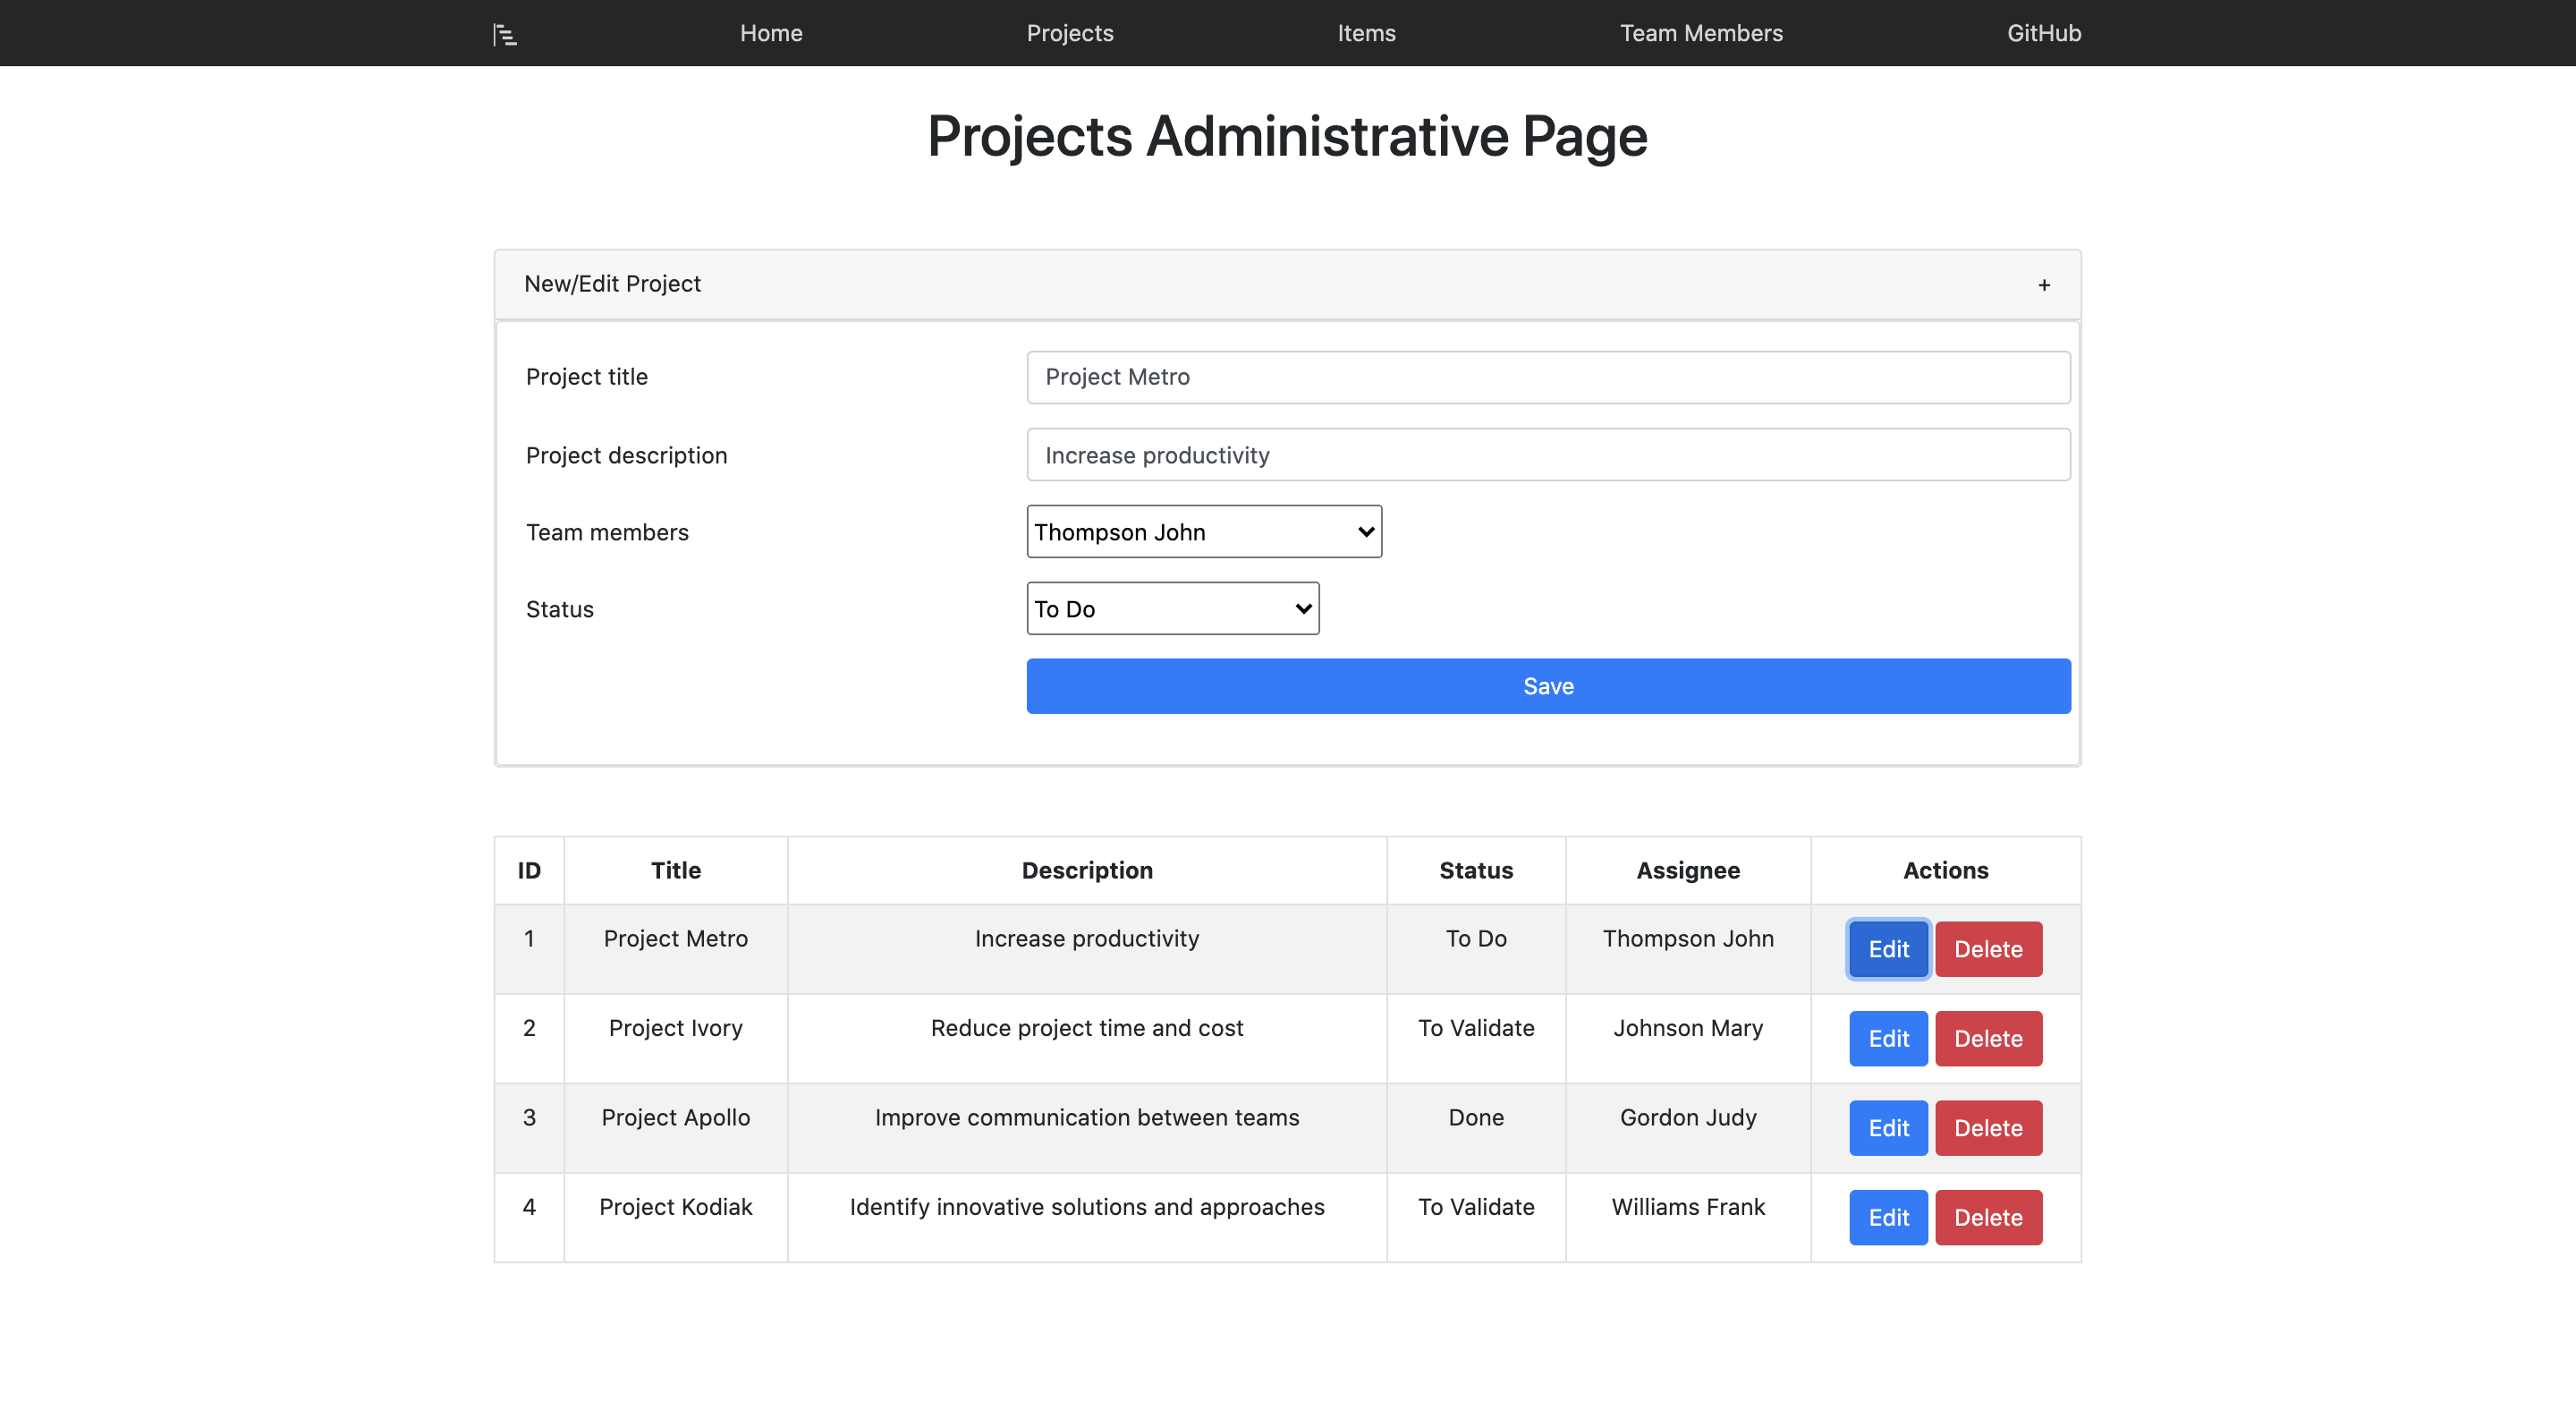 Home Projects Items Team Members GitHub
Projects Administrative Page
New/Edit Project +
Project title Project Metro
Project description Increase productivity
Team members Thompson John
Status To Do
Save
ID Title Description Status Assignee Actions
1 Project Metro Increase productivity To Do Thompson John Edit Delete
2 Project Ivory Reduce project time and cost To Validate Johnson Mary Edit Delete
3 Project Apollo Improve communication between teams Done Gordon Judy Edit Delete
4 Project Kodiak Identify innovative solutions and approaches To Validate Williams Frank Edit Delete